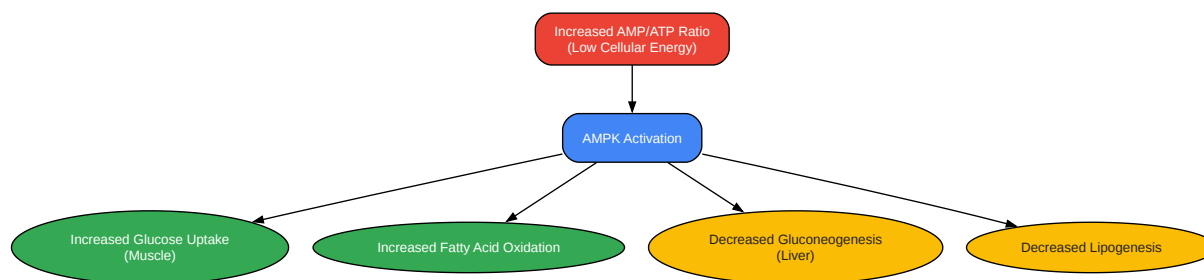 Increased AMP/ATP Ratio
(Low Cellular Energy)
AMPK Activation
Increased Glucose Uptake
(Muscle)
Increased Fatty Acid Oxidation
Decreased Gluconeogenesis
(Liver)
Decreased Lipogenesis